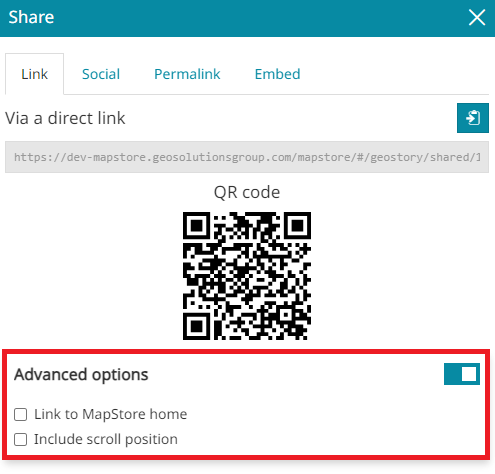 Share
Link Social Permalink Embed
Via a direct link
https://dev-mapstore.geosolutionsgroup.com/mapstore/#/geostory/shared/1
QR code
Advanced options
Link to MapStore home
Include scroll position